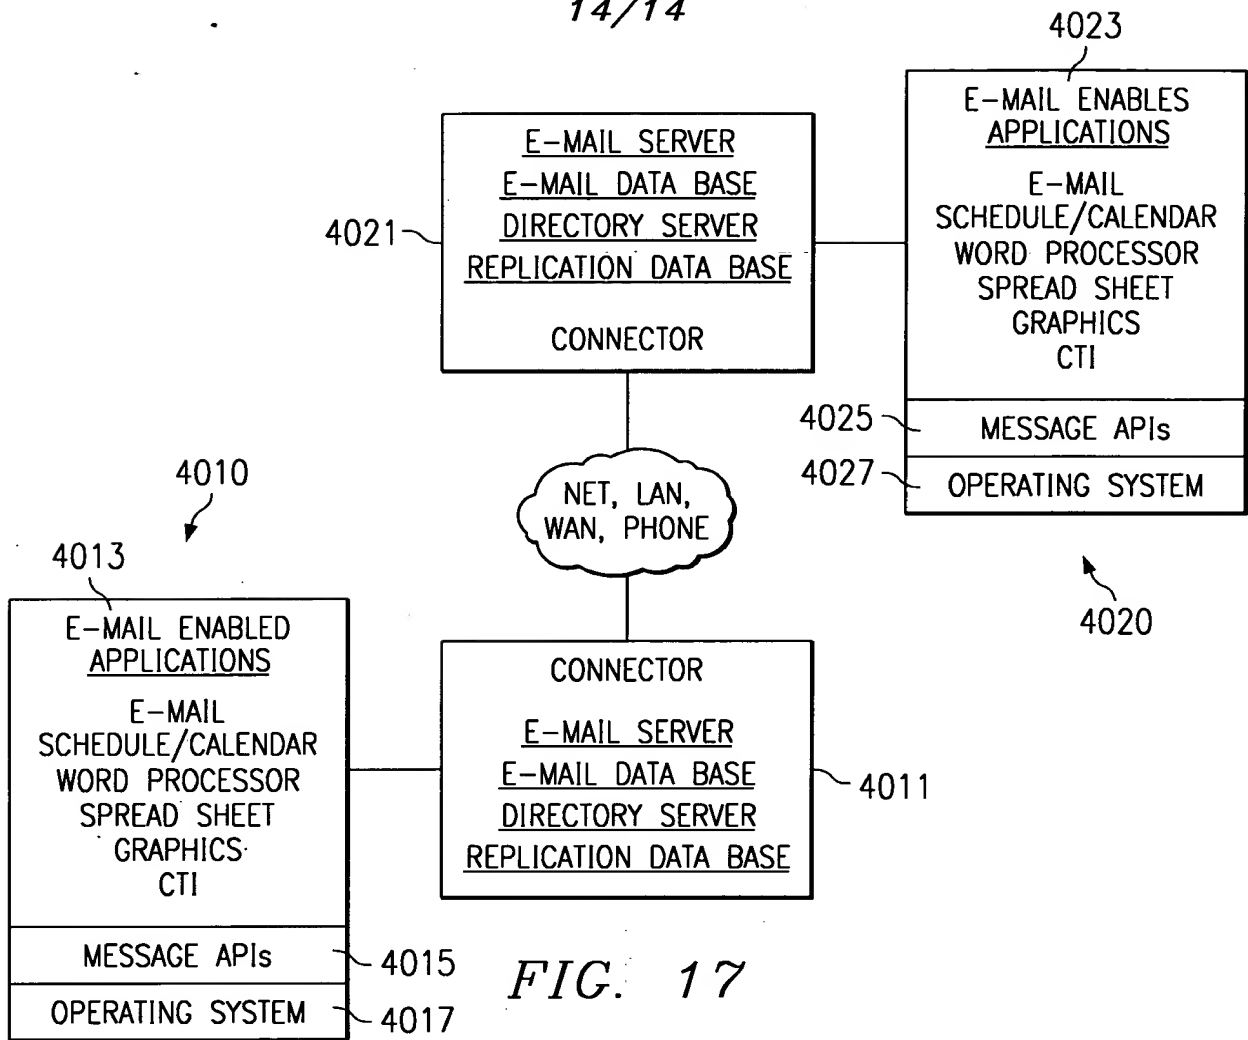 14/14
4023
E-MAIL ENABLES
APPLICATIONS
E-MAIL
SCHEDULE/CALENDAR
WORD PROCESSOR
SPREAD SHEET
GRAPHICS
CTI
4025
MESSAGE APIs
4027
OPERATING SYSTEM
4020
E-MAIL SERVER
E-MAIL DATA BASE
DIRECTORY SERVER
REPLICATION DATA BASE
CONNECTOR
4021
NET, LAN,
WAN, PHONE
4010
4013
E-MAIL ENABLED
APPLICATIONS
E-MAIL
SCHEDULE/CALENDAR
WORD PROCESSOR
SPREAD SHEET
GRAPHICS
CTI
MESSAGE APIs
4015
OPERATING SYSTEM
4017
CONNECTOR
E-MAIL SERVER
E-MAIL DATA BASE
DIRECTORY SERVER
REPLICATION DATA BASE
4011
FIG. 17